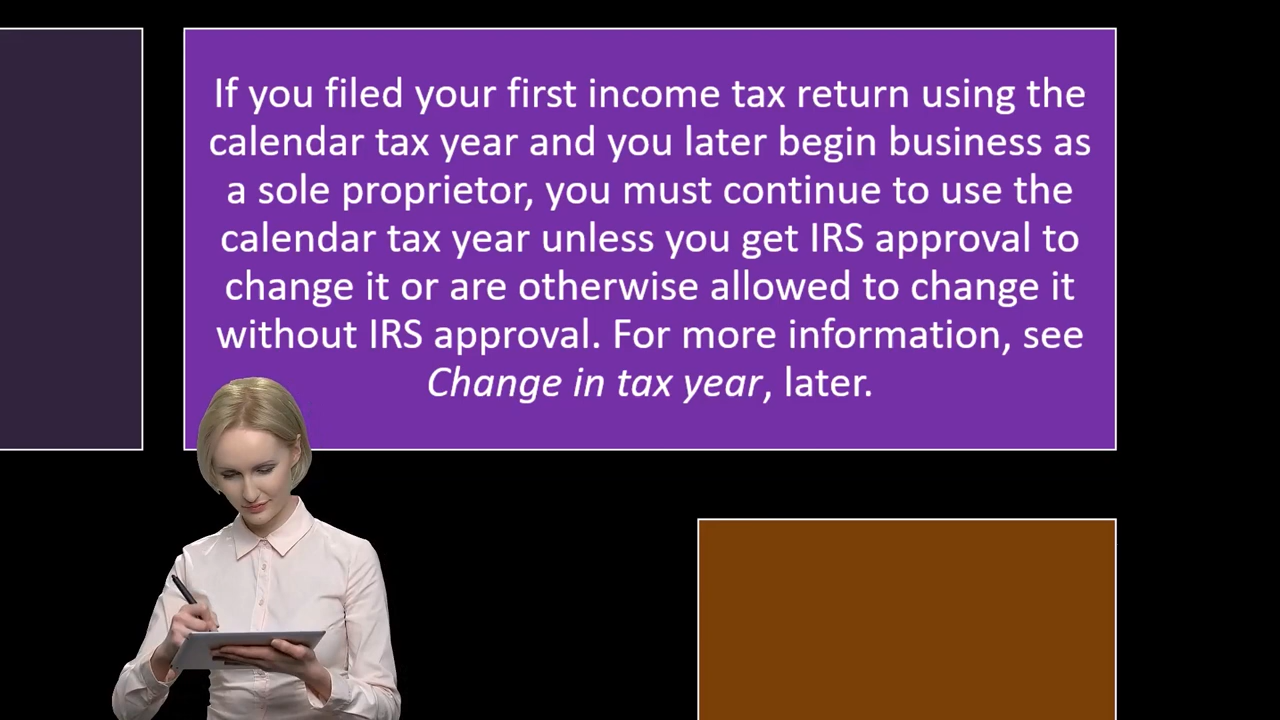 If you filed your first income tax return using the
calendar tax year and you later begin business as
a sole proprietor, you must continue to use the
calendar tax year unless you get IRS approval to
change it or are otherwise allowed to change it
without IRS approval. For more information, see
Change in tax year, later.